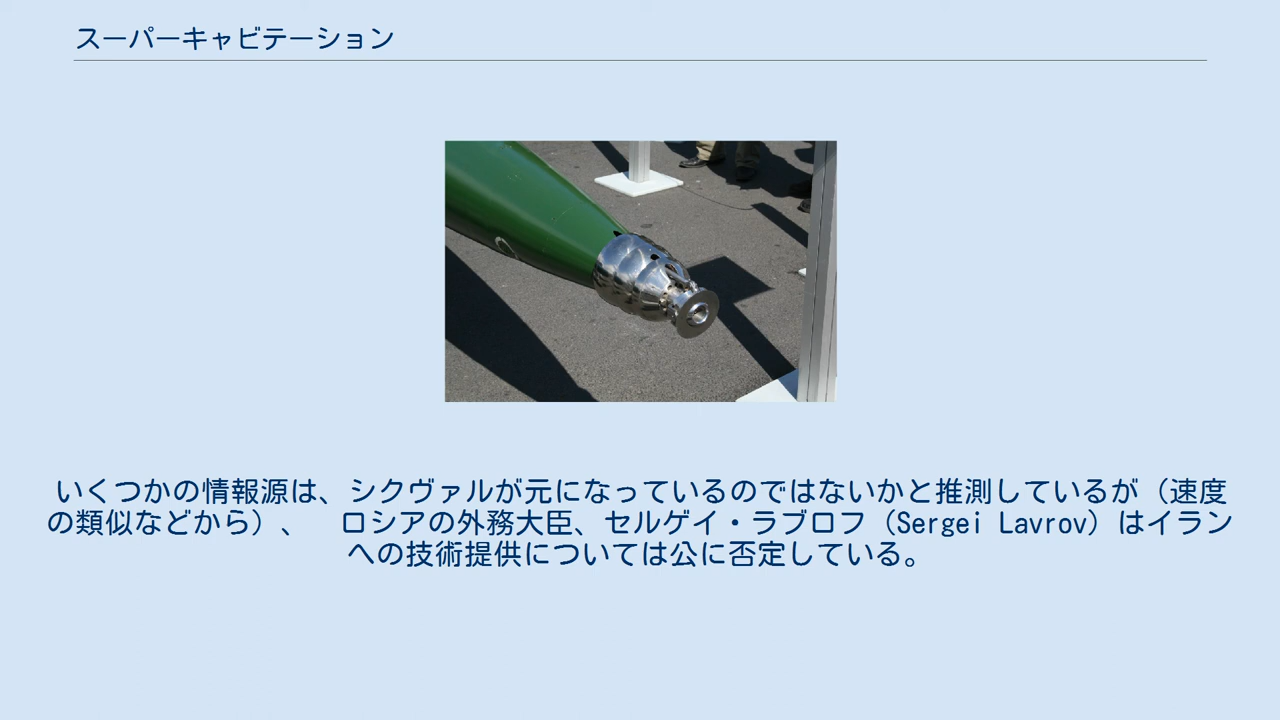 スーパーキャビテーション
いくつかの情報源は、シクヴァルが元になっているのではないかと推測しているが（速度
の類似などから）、　ロシアの外務大臣、セルゲイ・ラブロフ（Sergei Lavrov）はイラン
への技術提供については公に否定している。